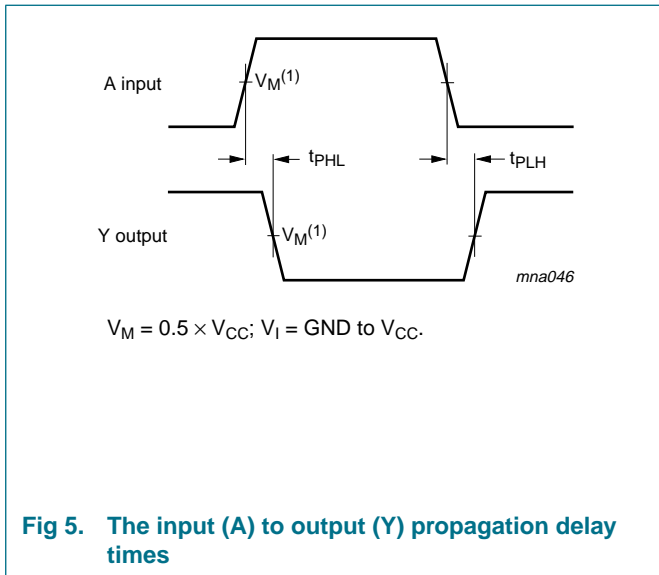 A input
V_M(1)
t_PHL
t_PLH
Y output
V_M(1)
mna046
V_M = 0.5 × V_CC; V_I = GND to V_CC.
Fig 5. The input (A) to output (Y) propagation delay
times